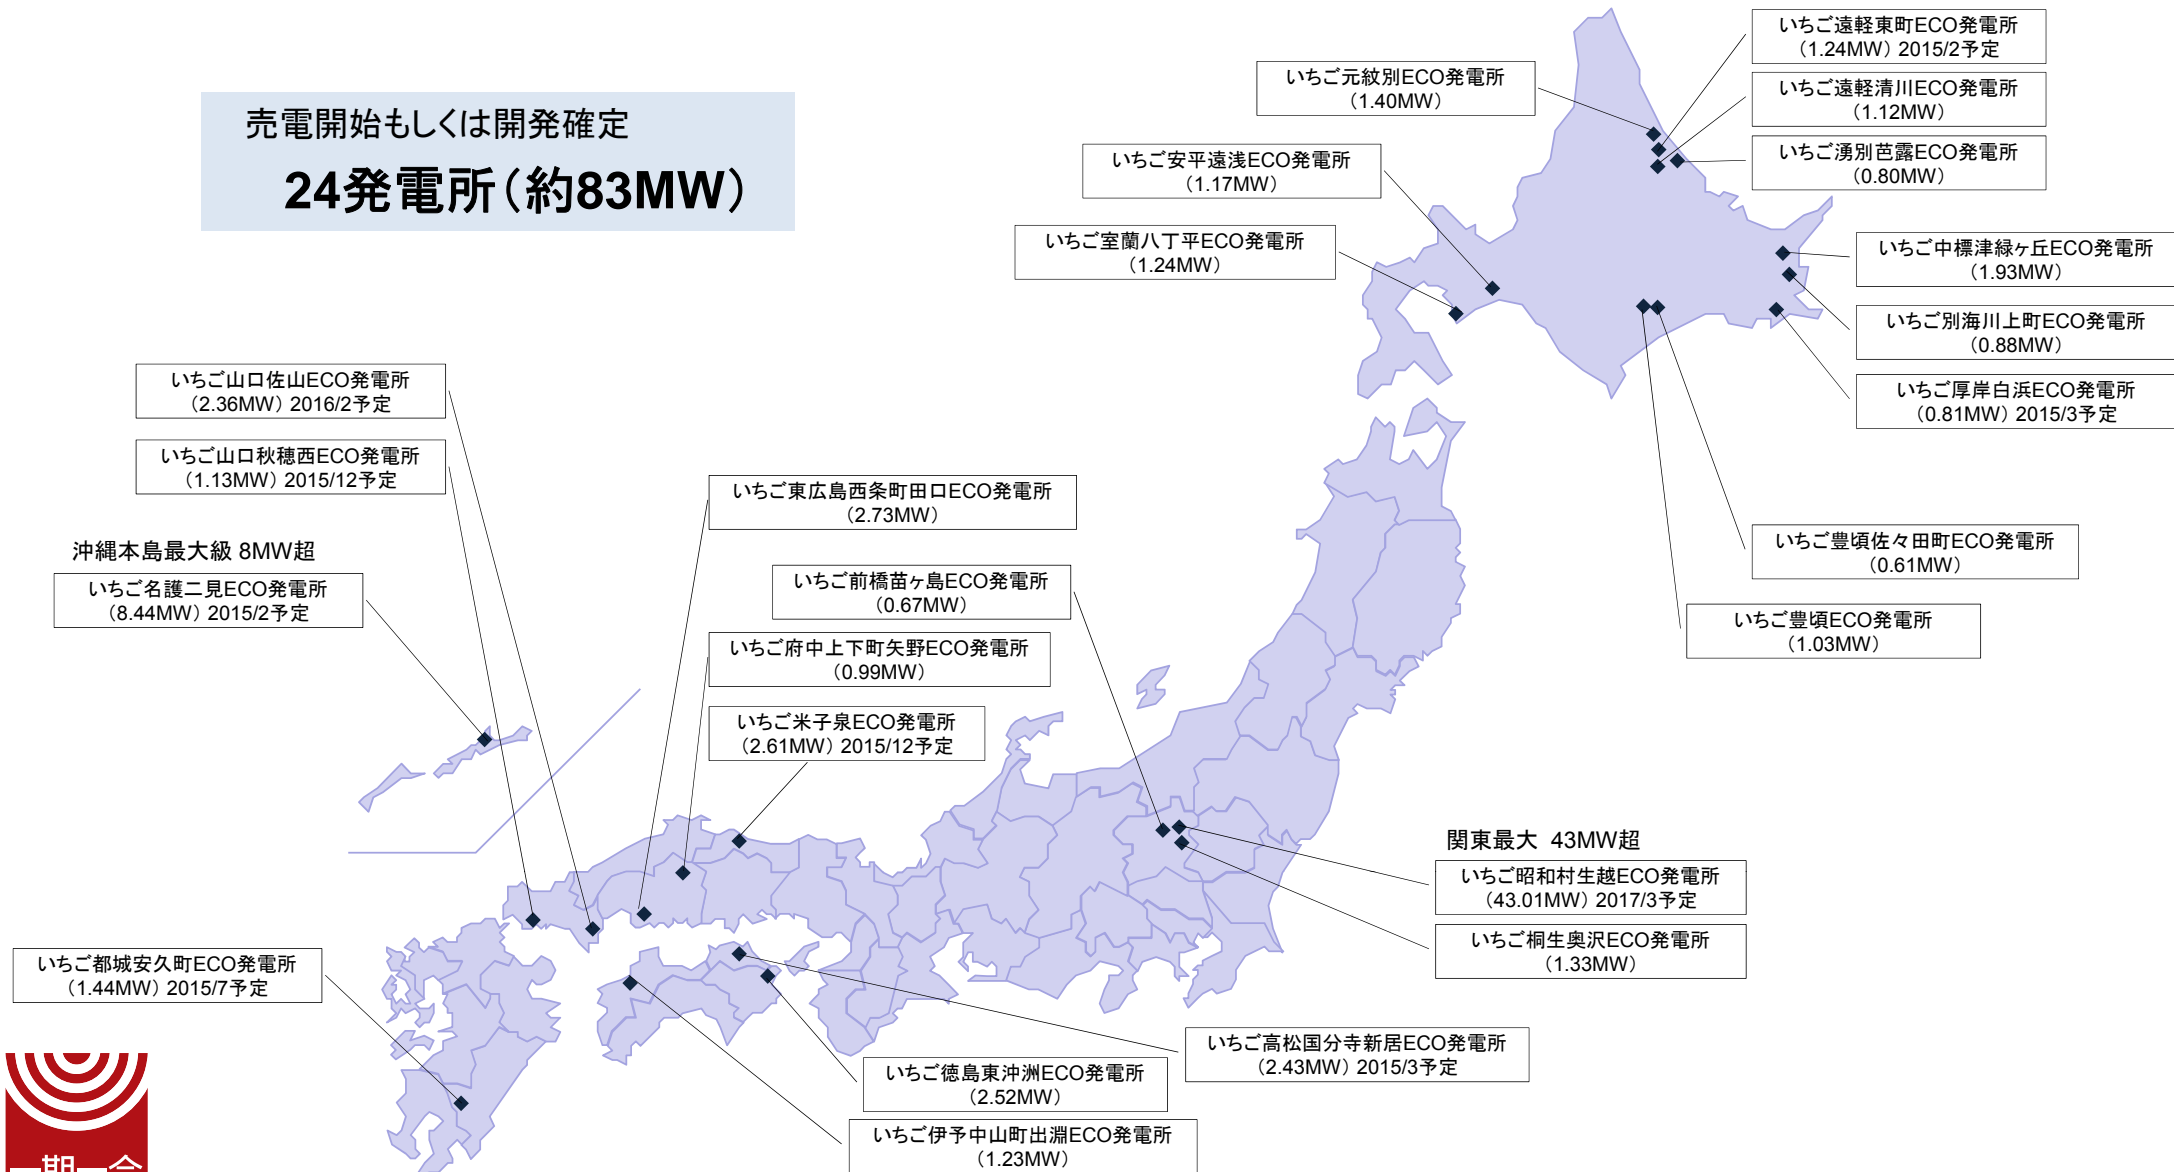 売電開始もしくは開発確定
24発電所（約83MW）
いちご遠軽東町ECO発電所
（1.24MW）2015/2予定
いちご元紋別ECO発電所
（1.40MW）
いちご遠軽清川ECO発電所
（1.12MW）
いちご安平遠浅ECO発電所
（1.17MW）
いちご湧別芭露ECO発電所
（0.80MW）
いちご室蘭八丁平ECO発電所
（1.24MW）
いちご中標津緑ヶ丘ECO発電所
（1.93MW）
いちご別海川上町ECO発電所
（0.88MW）
いちご厚岸白浜ECO発電所
（0.81MW）2015/3予定
いちご山口佐山ECO発電所
（2.36MW）2016/2予定
いちご山口秋穂西ECO発電所
（1.13MW）2015/12予定
いちご東広島西条町田口ECO発電所
（2.73MW）
沖縄本島最大級 8MW超
いちご名護二見ECO発電所
（8.44MW）2015/2予定
いちご前橋苗ヶ島ECO発電所
（0.67MW）
いちご豊頃佐々田町ECO発電所
（0.61MW）
いちご豊頃ECO発電所
（1.03MW）
いちご府中上下町矢野ECO発電所
（0.99MW）
いちご米子泉ECO発電所
（2.61MW）2015/12予定
関東最大 43MW超
いちご昭和村生越ECO発電所
（43.01MW）2017/3予定
いちご桐生奥沢ECO発電所
（1.33MW）
いちご都城安久町ECO発電所
（1.44MW）2015/7予定
いちご高松国分寺新居ECO発電所
（2.43MW）2015/3予定
いちご徳島東沖洲ECO発電所
（2.52MW）
いちご伊予中山町出淵ECO発電所
（1.23MW）
一期一会